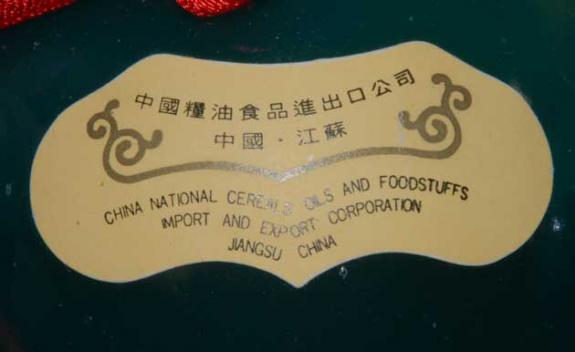 中國糧油食品進出口公司
中國·江蘇
CHINA NATIONAL CEREALS OILS AND FOODSTUFFS
IMPORT AND EXPORT CORPORATION
JIANGSU CHINA